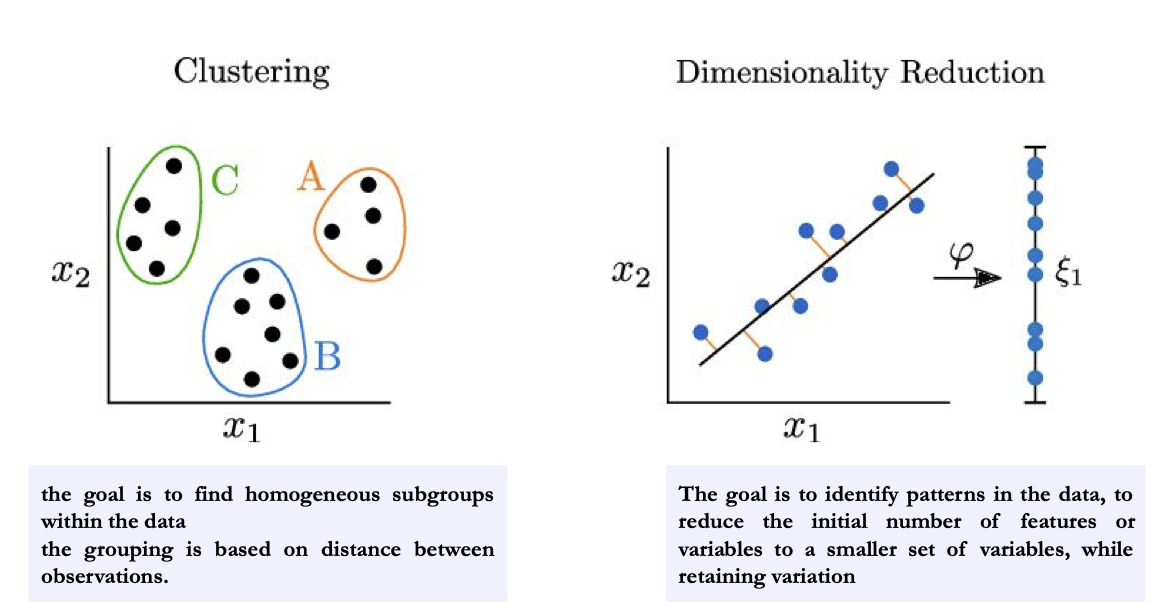 Clustering
C
A
B
x₂
x₁
the goal is to find homogeneous subgroups
within the data
the grouping is based on distance between
observations.
Dimensionality Reduction
x₂
x₁
φ
ξ₁
The goal is to identify patterns in the data, to
reduce the initial number of features or
variables to a smaller set of variables, while
retaining variation